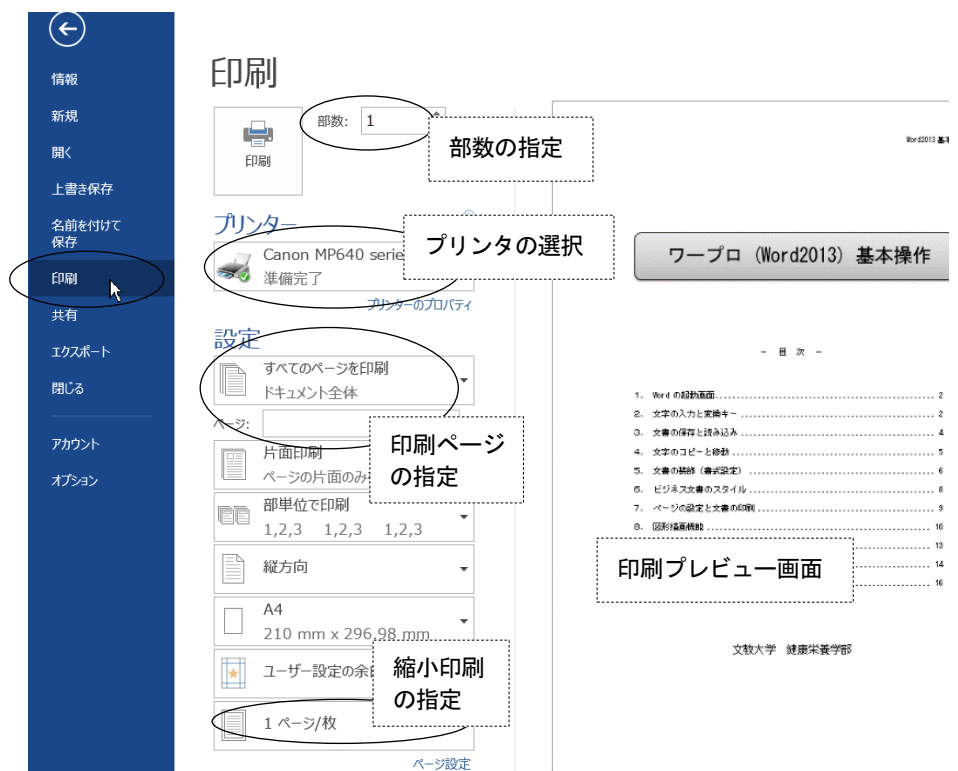 情報
新規
開く
上書き保存
名前を付けて
保存
印刷
共有
エクスポート
閉じる
アカウント
オプション
印刷
印刷
部数: 1
部数の指定
プリンター
Canon MP640 serie
準備完了
プリンタの選択
プリンターのプロパティ
設定
すべてのページを印刷
ドキュメント全体
ページ:
印刷ページ
の指定
片面印刷
ページの片面のみ
部単位で印刷
1,2,3 1,2,3 1,2,3
縦方向
A4
210 mm x 296.98 mm
ユーザー設定の余
縮小印刷
の指定
1 ページ/枚
ページ設定
Word2013 基本
ワープロ（Word2013）基本操作
－ 目 次 －
1. Word の起動画面 2
2. 文字の入力と変換キー 2
3. 文書の保存と読み込み 4
4. 文字のコピーと移動 5
5. 文書の装飾（書式設定） 6
6. ビジネス文書のスタイル 8
7. ページの設定と文書の印刷 9
8. 図形描画機能 10
13
14
16
印刷プレビュー画面
文教大学 健康栄養学部